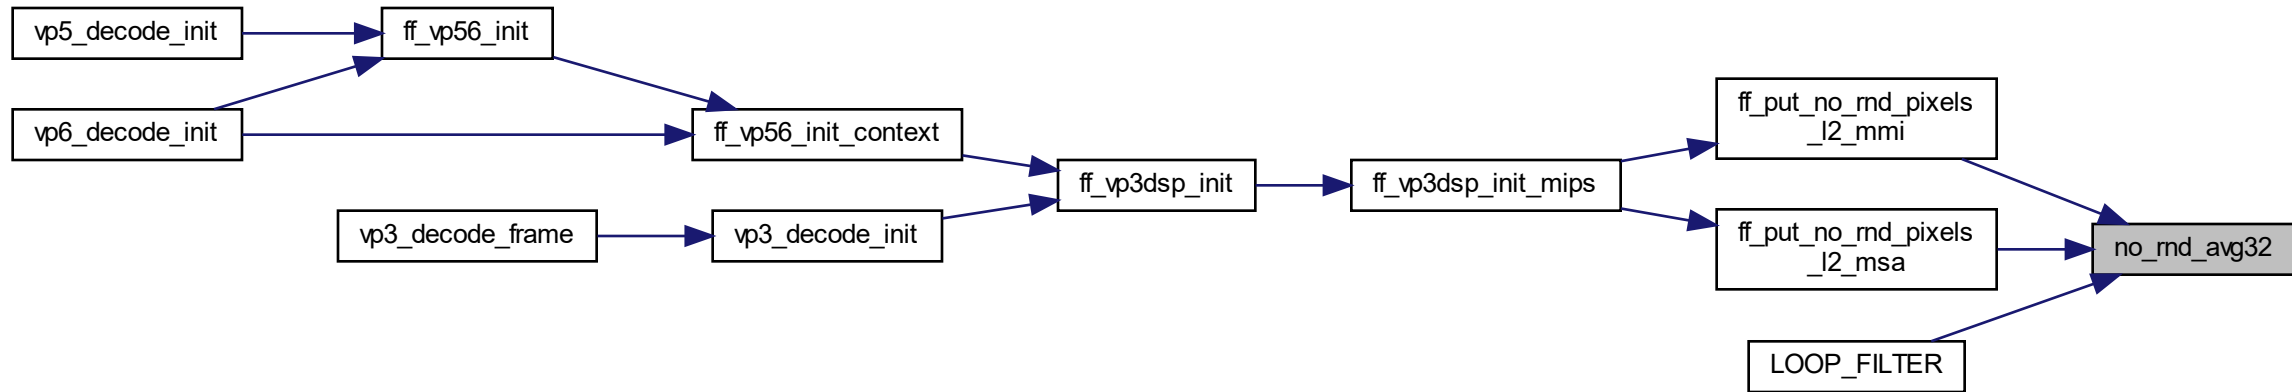 vp5_decode_init
ff_vp56_init
vp6_decode_init
ff_vp56_init_context
ff_vp3dsp_init
vp3_decode_frame
vp3_decode_init
ff_vp3dsp_init_mips
ff_put_no_rnd_pixels
_l2_mmi
ff_put_no_rnd_pixels
_l2_msa
LOOP_FILTER
no_rnd_avg32